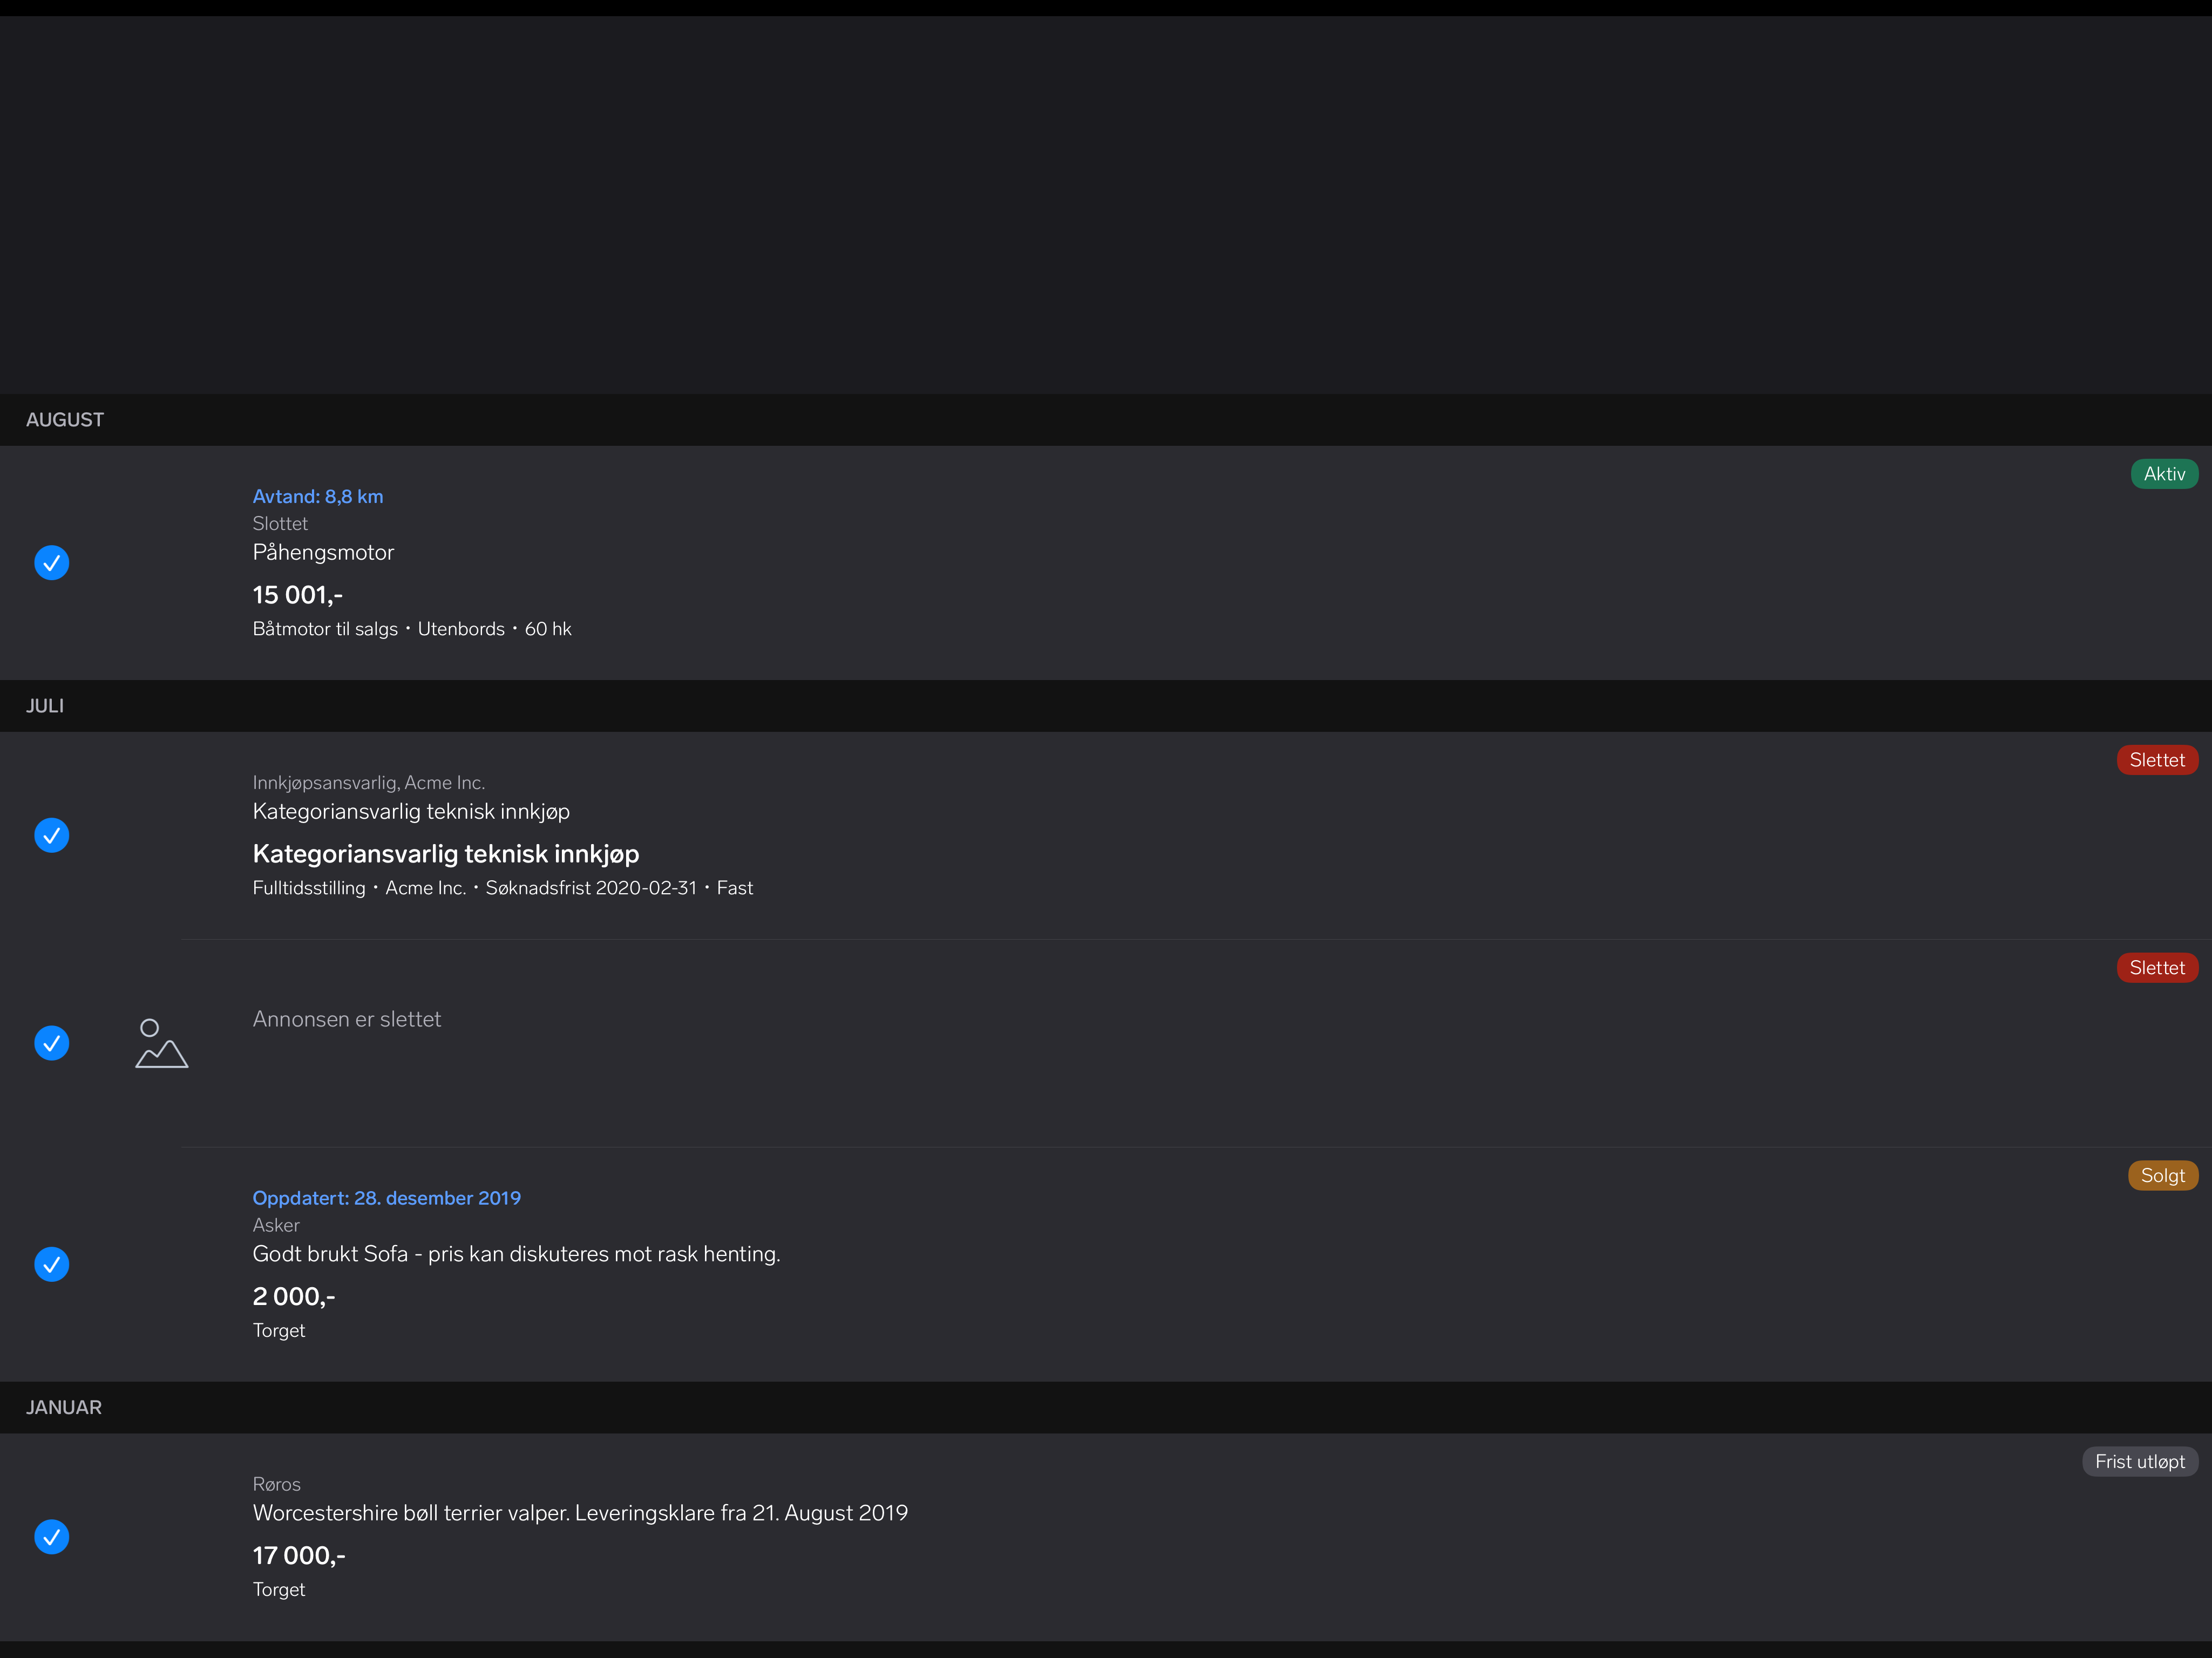 AUGUST
Aktiv
Avtand: 8,8 km
Slottet
Påhengsmotor
15 001,-
Båtmotor til salgs • Utenbords • 60 hk
JULI
Slettet
Innkjøpsansvarlig, Acme Inc.
Kategoriansvarlig teknisk innkjøp
Kategoriansvarlig teknisk innkjøp
Fulltidsstilling • Acme Inc. • Søknadsfrist 2020-02-31 • Fast
Slettet
Annonsen er slettet
Solgt
Oppdatert: 28. desember 2019
Asker
Godt brukt Sofa - pris kan diskuteres mot rask henting.
2 000,-
Torget
JANUAR
Frist utløpt
Røros
Worcestershire bøll terrier valper. Leveringsklare fra 21. August 2019
17 000,-
Torget